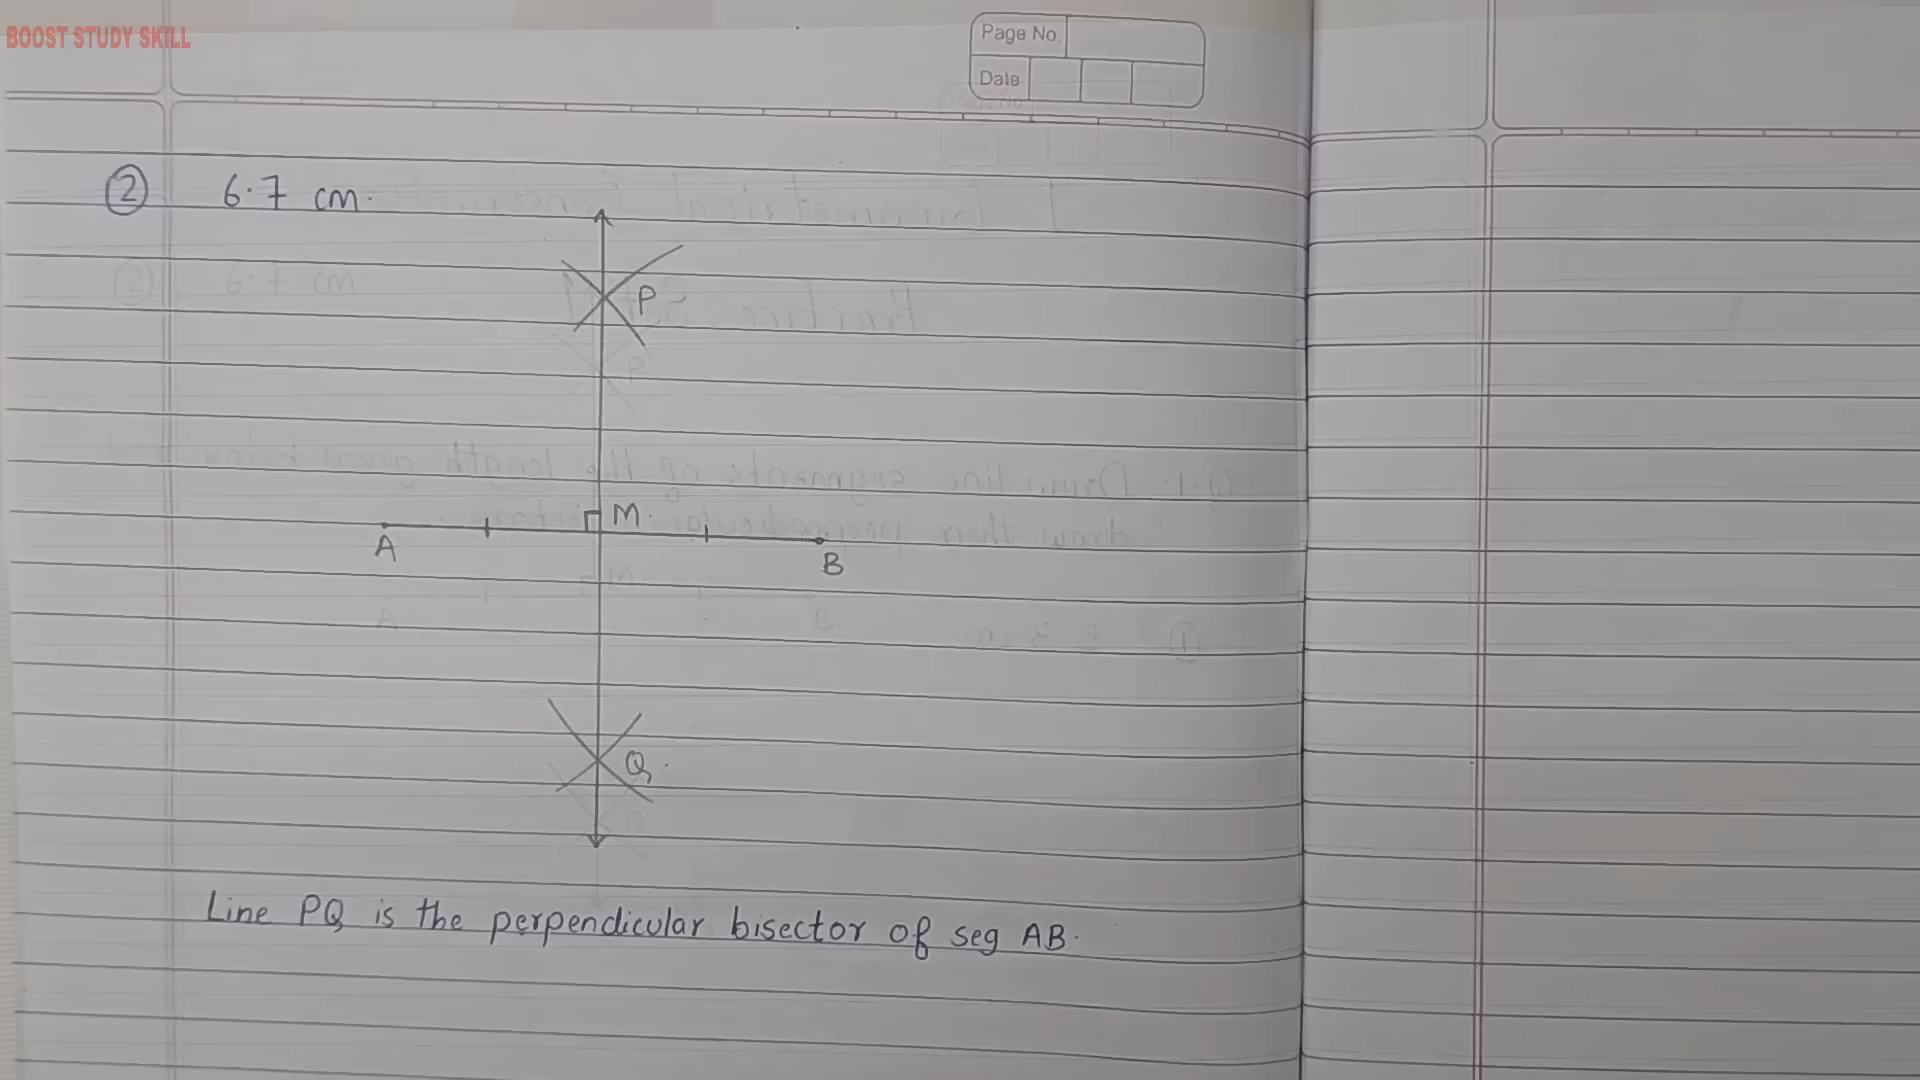 BOOST STUDY SKILL
Page No.
Date
② 6.7 cm.
P
M.
A
B
Q.
Line PQ is the perpendicular bisector of seg AB.